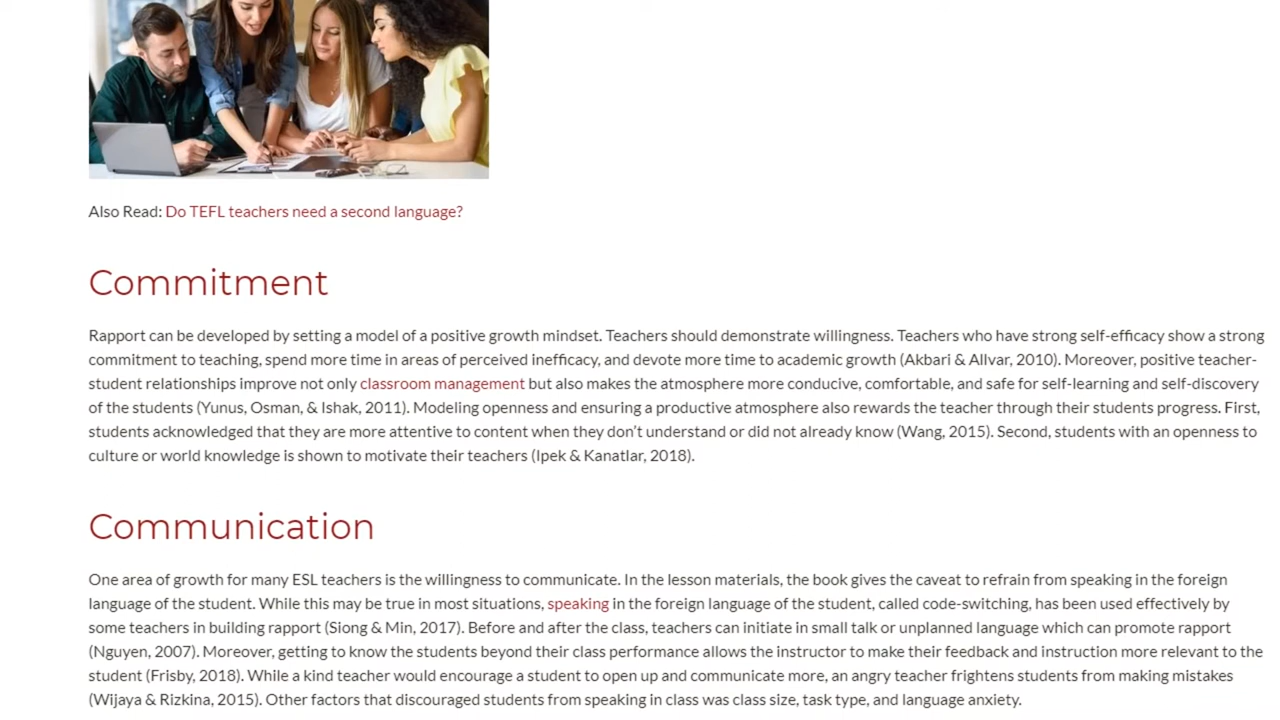 Also Read: Do TEFL teachers need a second language?
Commitment
Rapport can be developed by setting a model of a positive growth mindset. Teachers should demonstrate willingness. Teachers who have strong self-efficacy show a strong
commitment to teaching, spend more time in areas of perceived inefficacy, and devote more time to academic growth (Akbari & Allvar, 2010). Moreover, positive teacher-
student relationships improve not only classroom management but also makes the atmosphere more conducive, comfortable, and safe for self-learning and self-discovery
of the students (Yunus, Osman, & Ishak, 2011). Modeling openness and ensuring a productive atmosphere also rewards the teacher through their students progress. First,
students acknowledged that they are more attentive to content when they don’t understand or did not already know (Wang, 2015). Second, students with an openness to
culture or world knowledge is shown to motivate their teachers (Ipek & Kanatlar, 2018).
Communication
One area of growth for many ESL teachers is the willingness to communicate. In the lesson materials, the book gives the caveat to refrain from speaking in the foreign
language of the student. While this may be true in most situations, speaking in the foreign language of the student, called code-switching, has been used effectively by
some teachers in building rapport (Siong & Min, 2017). Before and after the class, teachers can initiate in small talk or unplanned language which can promote rapport
(Nguyen, 2007). Moreover, getting to know the students beyond their class performance allows the instructor to make their feedback and instruction more relevant to the
student (Frisby, 2018). While a kind teacher would encourage a student to open up and communicate more, an angry teacher frightens students from making mistakes
(Wijaya & Rizkina, 2015). Other factors that discouraged students from speaking in class was class size, task type, and language anxiety.